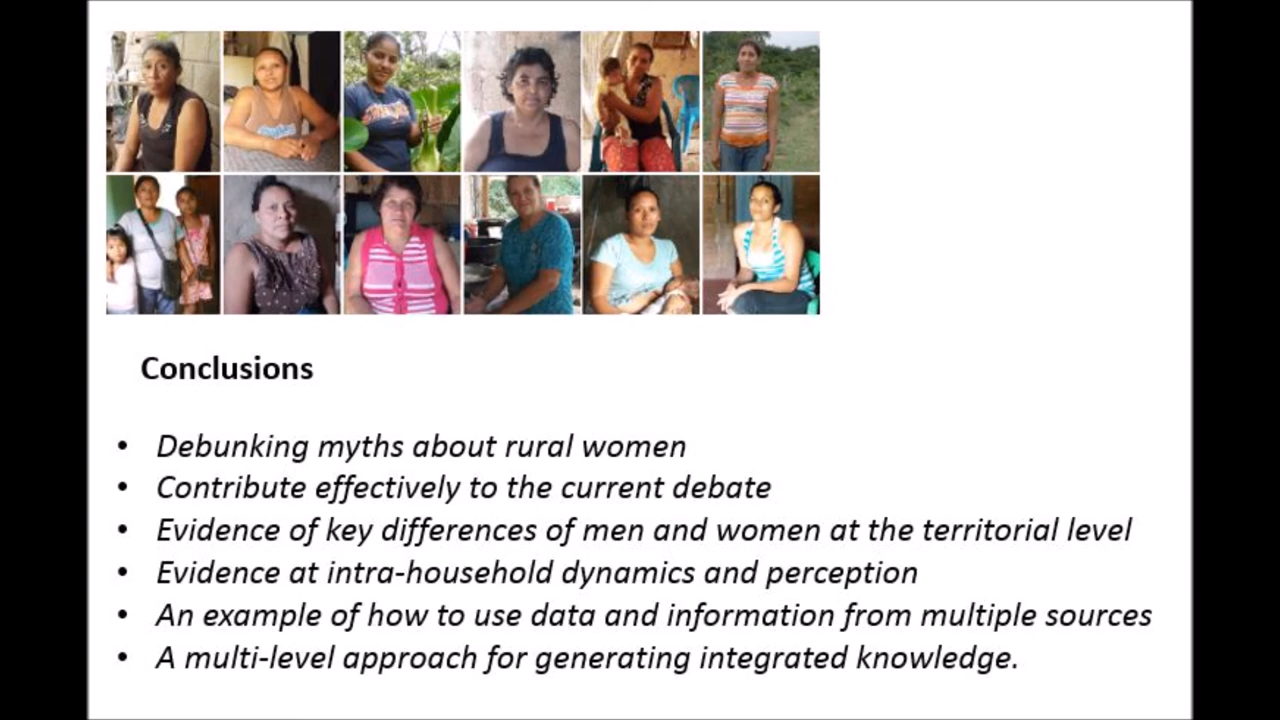 Conclusions
• Debunking myths about rural women
• Contribute effectively to the current debate
• Evidence of key differences of men and women at the territorial level
• Evidence at intra-household dynamics and perception
• An example of how to use data and information from multiple sources
• A multi-level approach for generating integrated knowledge.